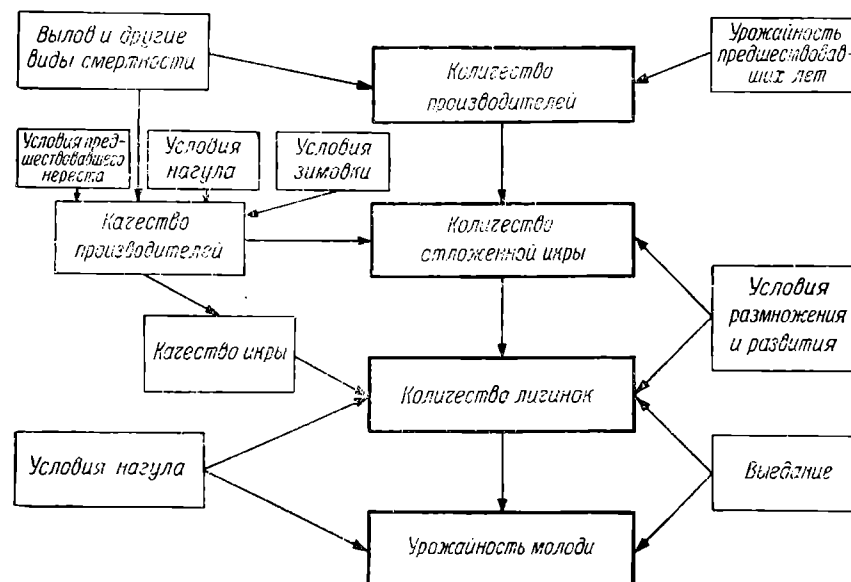 Вылов и другие
виды смертности
Количество
производителей
Урожайность
предшествовав-
ших лет
Условия пред-
шествовавшего
нереста
Условия
нагула
Условия
зимовки
Качество
производителей
Количество
отложенной икры
Условия
размножения
и развития
Качество икры
Количество личинок
Условия нагула
Выедание
Урожайность молоди